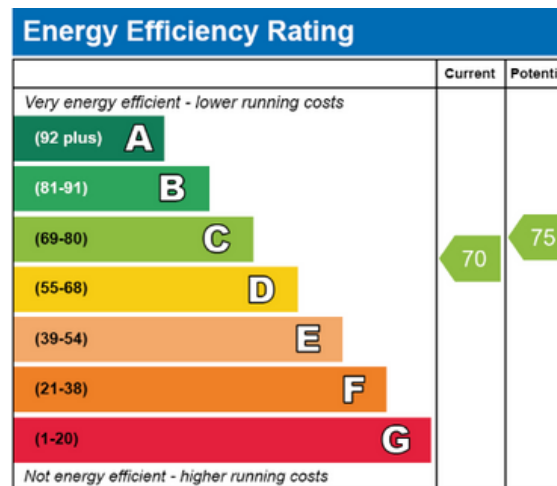 Energy Efficiency Rating
Current Potenti
Very energy efficient - lower running costs
(92 plus) A
(81-91) B
(69-80) C
(55-68) D
(39-54) E
(21-38) F
(1-20) G
70
75
Not energy efficient - higher running costs